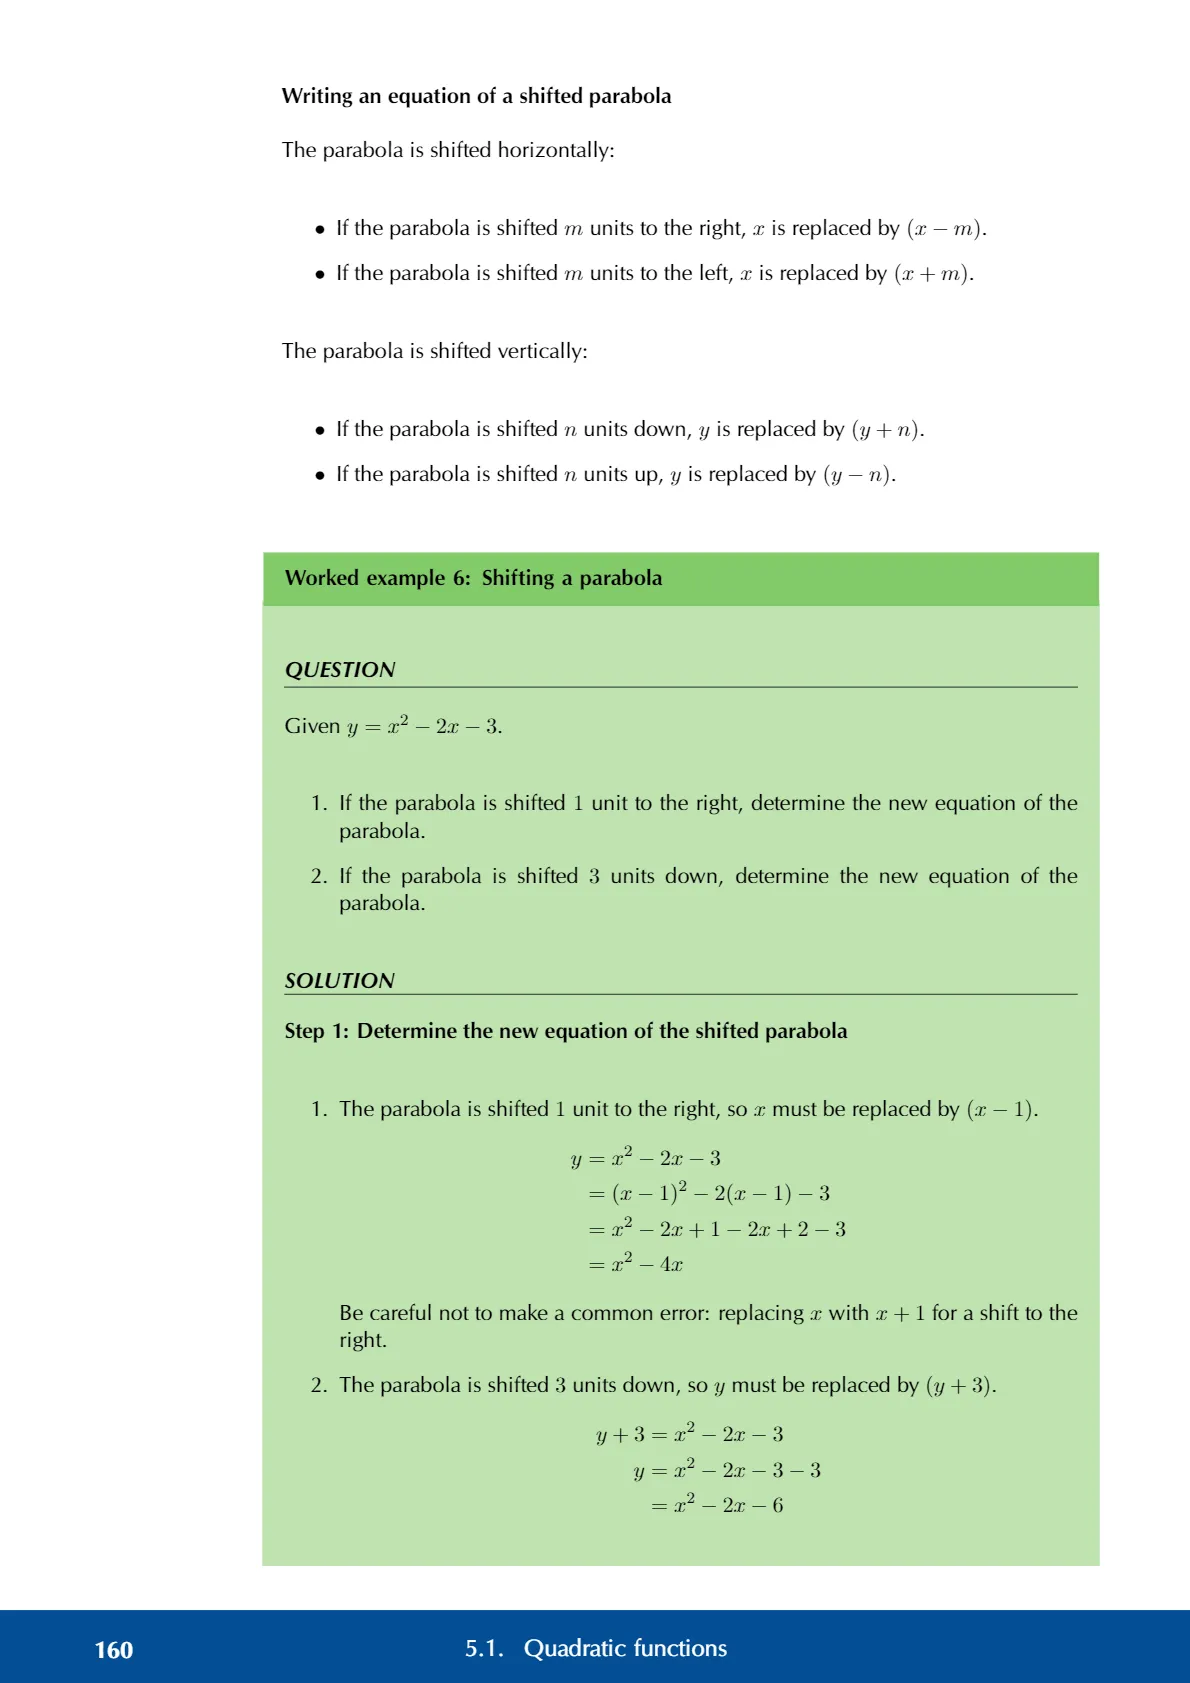 Writing an equation of a shifted parabola
The parabola is shifted horizontally:
• If the parabola is shifted m units to the right, x is replaced by (x − m).
• If the parabola is shifted m units to the left, x is replaced by (x + m).
The parabola is shifted vertically:
• If the parabola is shifted n units down, y is replaced by (y + n).
• If the parabola is shifted n units up, y is replaced by (y − n).
Worked example 6: Shifting a parabola
QUESTION
Given y = x² − 2x − 3.
1. If the parabola is shifted 1 unit to the right, determine the new equation of the
parabola.
2. If the parabola is shifted 3 units down, determine the new equation of the
parabola.
SOLUTION
Step 1: Determine the new equation of the shifted parabola
1. The parabola is shifted 1 unit to the right, so x must be replaced by (x − 1).
y = x² − 2x − 3
= (x − 1)² − 2(x − 1) − 3
= x² − 2x + 1 − 2x + 2 − 3
= x² − 4x
Be careful not to make a common error: replacing x with x + 1 for a shift to the
right.
2. The parabola is shifted 3 units down, so y must be replaced by (y + 3).
y + 3 = x² − 2x − 3
y = x² − 2x − 3 − 3
= x² − 2x − 6
160
5.1. Quadratic functions